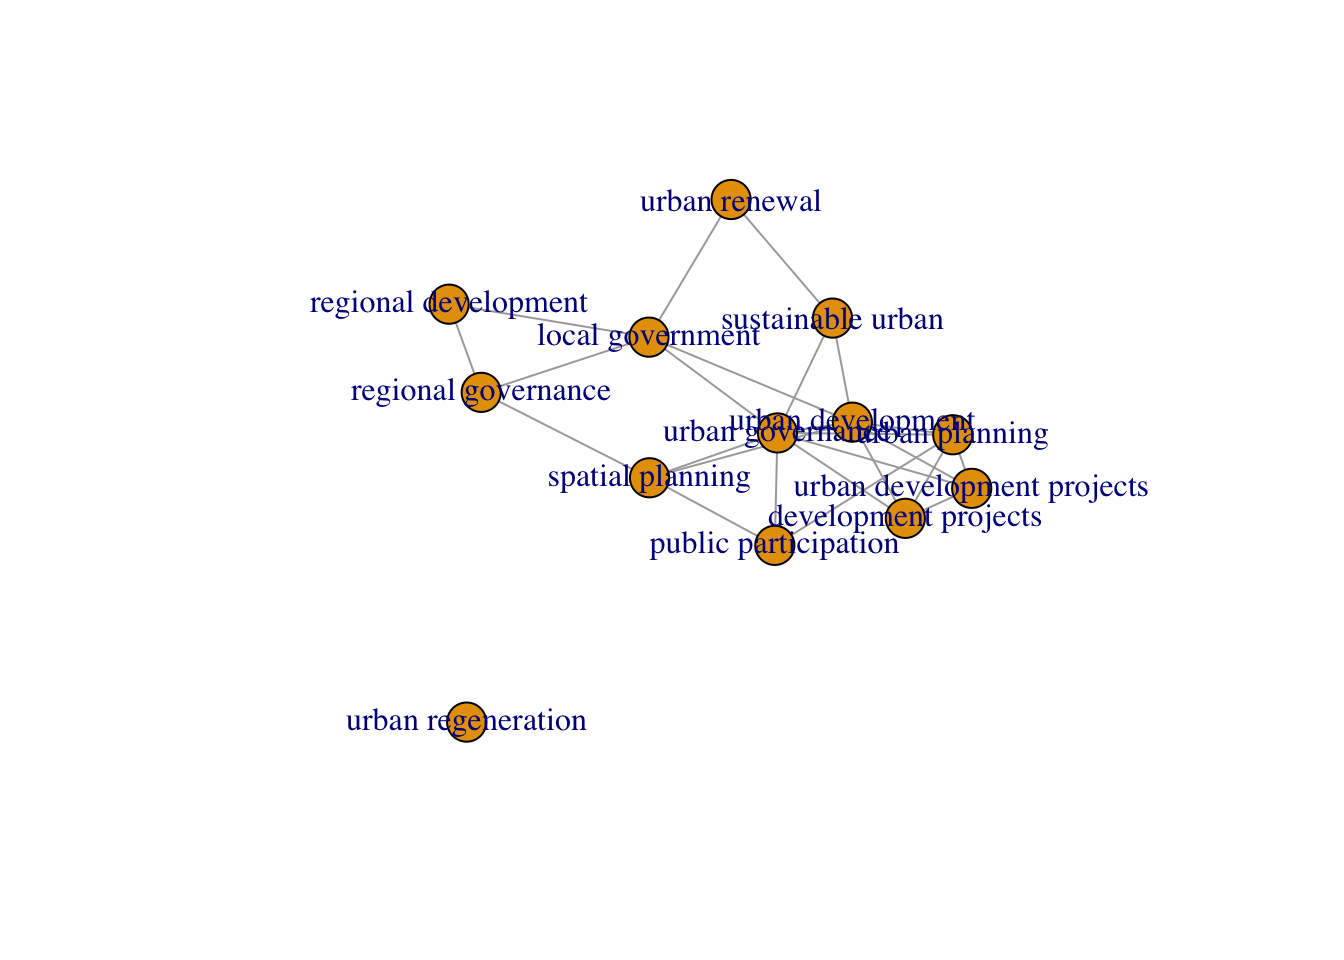 urban renewal
regional development
sustainable urban
local government
regional governance
urban development
urban governance
urban planning
spatial planning
urban development projects
development projects
public participation
urban regeneration